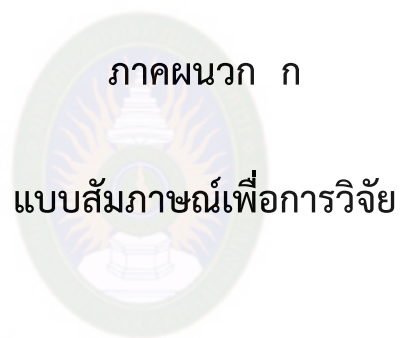 ภาคผนวก ก
แบบสัมภาษณ์เพื่อการวิจัย